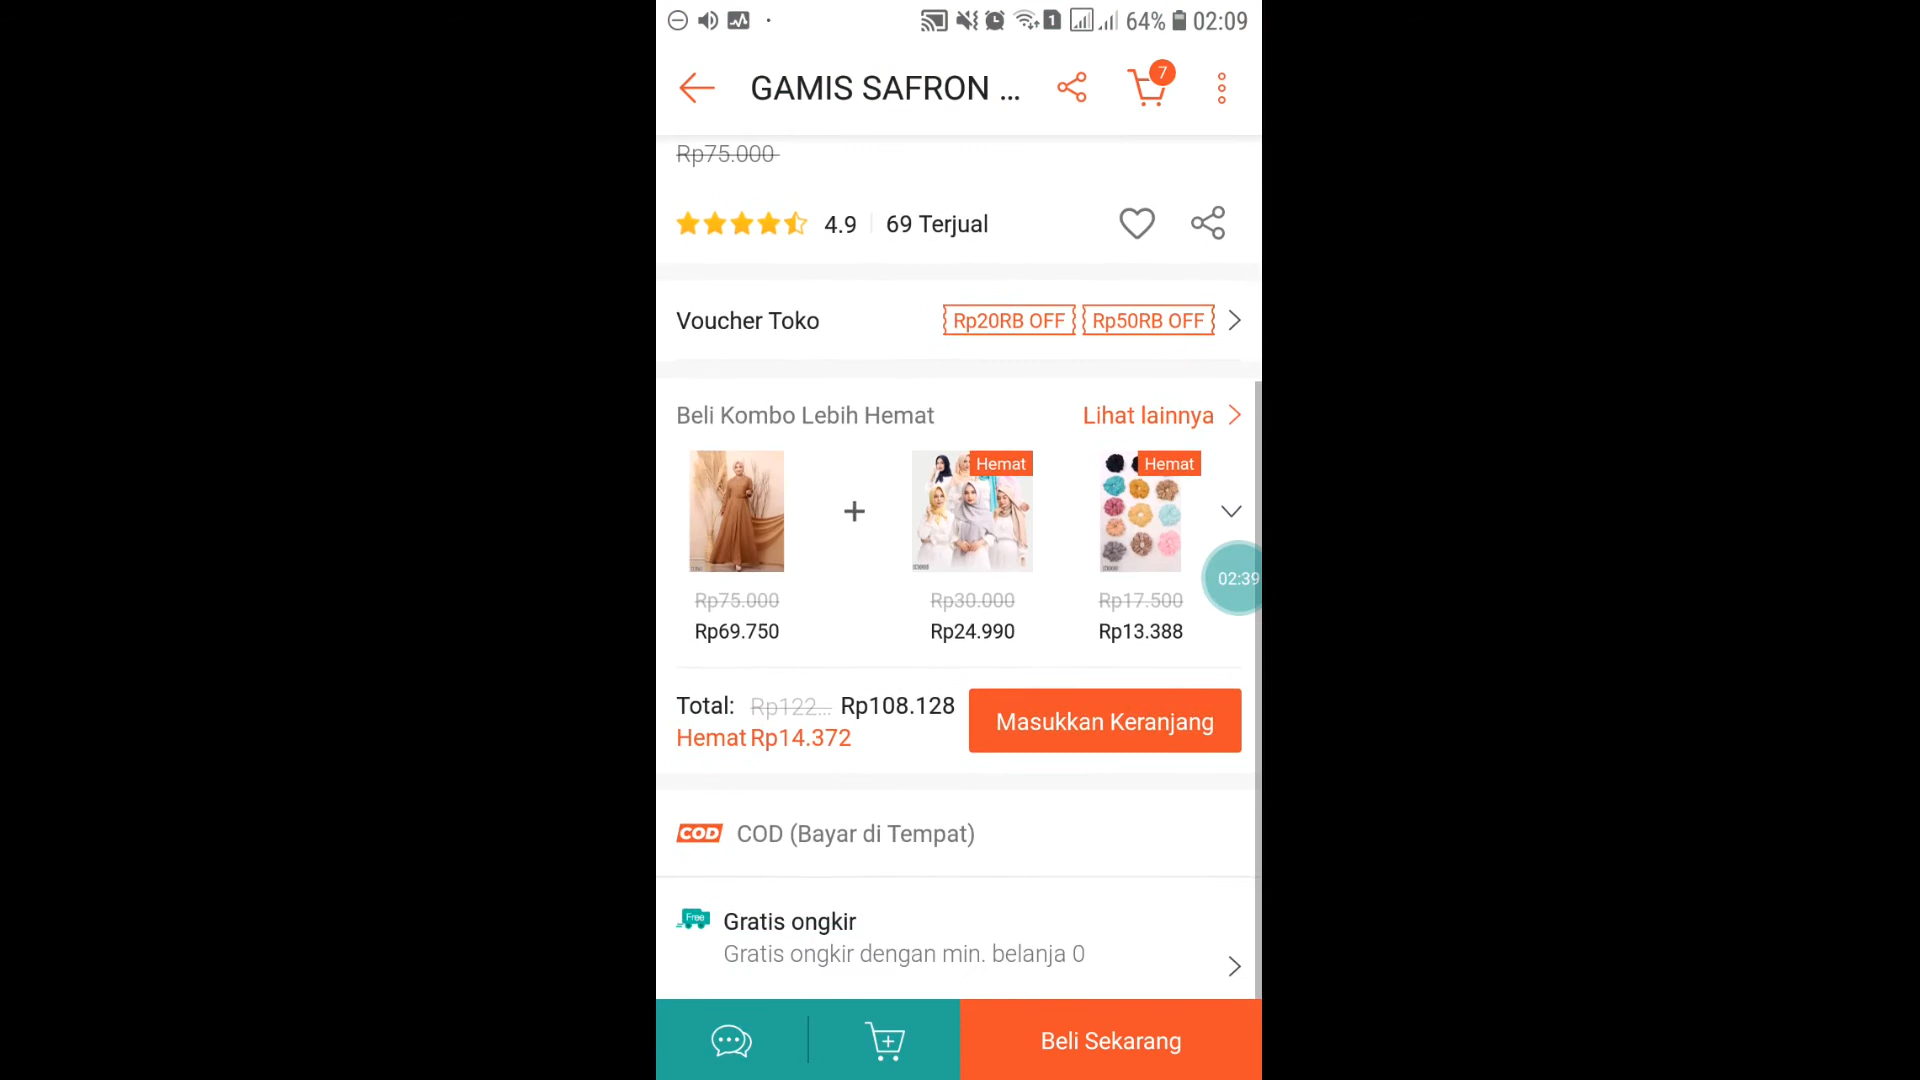 64% 02:09
GAMIS SAFRON ...
7
Rp75.000
4.9 69 Terjual
Voucher Toko Rp20RB OFF Rp50RB OFF
Beli Kombo Lebih Hemat Lihat lainnya
Hemat Hemat
+
02:39
Rp75.000 Rp30.000 Rp17.500
Rp69.750 Rp24.990 Rp13.388
Total: Rp122... Rp108.128
Hemat Rp14.372
Masukkan Keranjang
COD COD (Bayar di Tempat)
Free Gratis ongkir
Gratis ongkir dengan min. belanja 0
Beli Sekarang